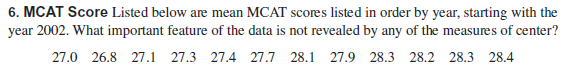 6. MCAT Score Listed below are mean MCAT scores listed in order by year, starting with the
year 2002. What important feature of the data is not revealed by any of the measures of center?
27.0 26.8 27.1 27.3 27.4 27.7 28.1 27.9 28.3 28.2 28.3 28.4